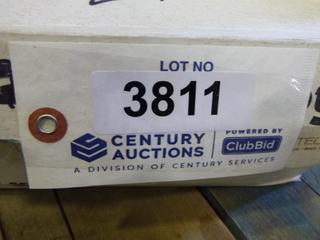 LOT NO
3811
CENTURY
AUCTIONS
POWERED BY
ClubBid
A DIVISION OF CENTURY SERVICES